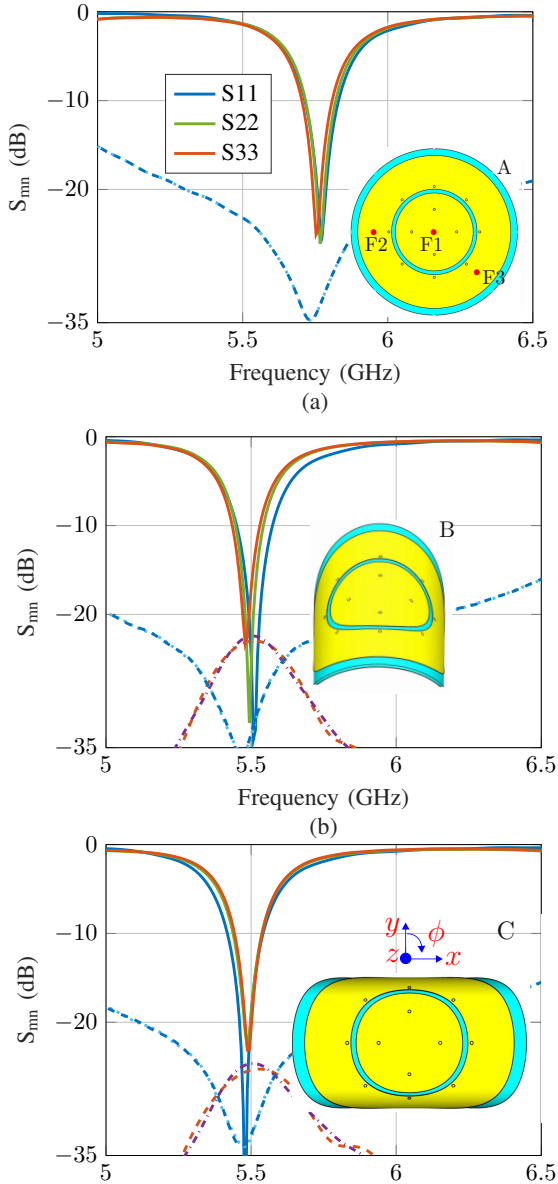 0
−10
−20
−35
S_mn (dB)
S11
S22
S33
A
F2
F1
F3
5
5.5
6
6.5
Frequency (GHz)
(a)
0
−10
−20
−35
S_mn (dB)
B
5
5.5
6
6.5
Frequency (GHz)
(b)
0
−10
−20
−35
S_mn (dB)
y
ϕ
z
x
C
5
5.5
6
6.5